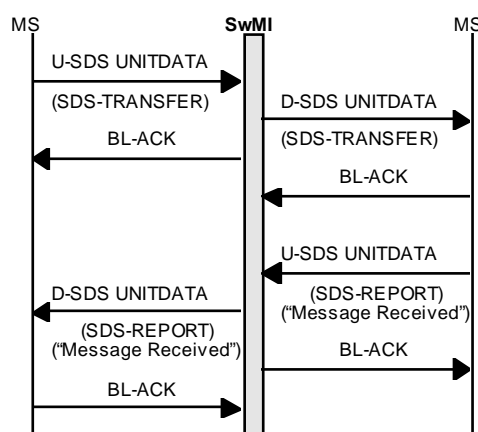 MS
SwMI
MS
U-SDS UNITDATA
(SDS-TRANSFER)
D-SDS UNITDATA
(SDS-TRANSFER)
BL-ACK
BL-ACK
U-SDS UNITDATA
(SDS-REPORT)
(“Message Received”)
D-SDS UNITDATA
(SDS-REPORT)
(“Message Received”)
BL-ACK
BL-ACK